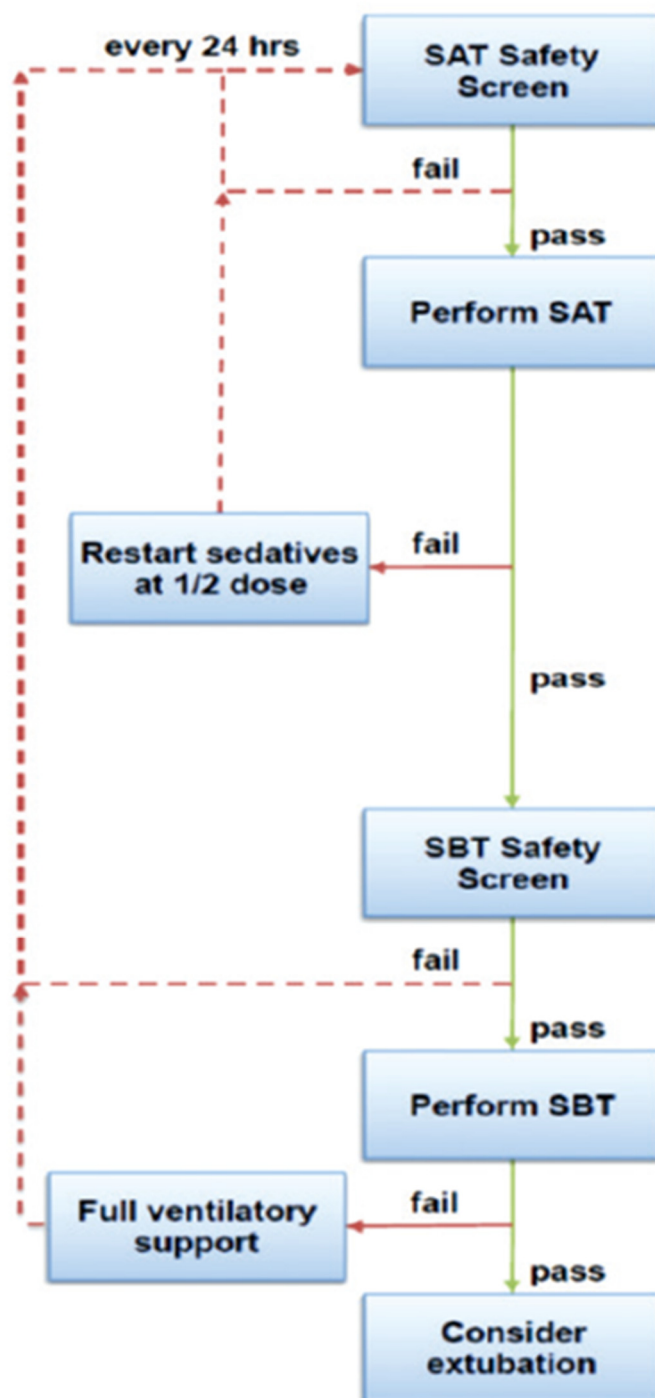 every 24 hrs
SAT Safety
Screen
fail
pass
Perform SAT
Restart sedatives
at 1/2 dose
fail
pass
SBT Safety
Screen
fail
pass
Perform SBT
Full ventilatory
support
fail
pass
Consider
extubation